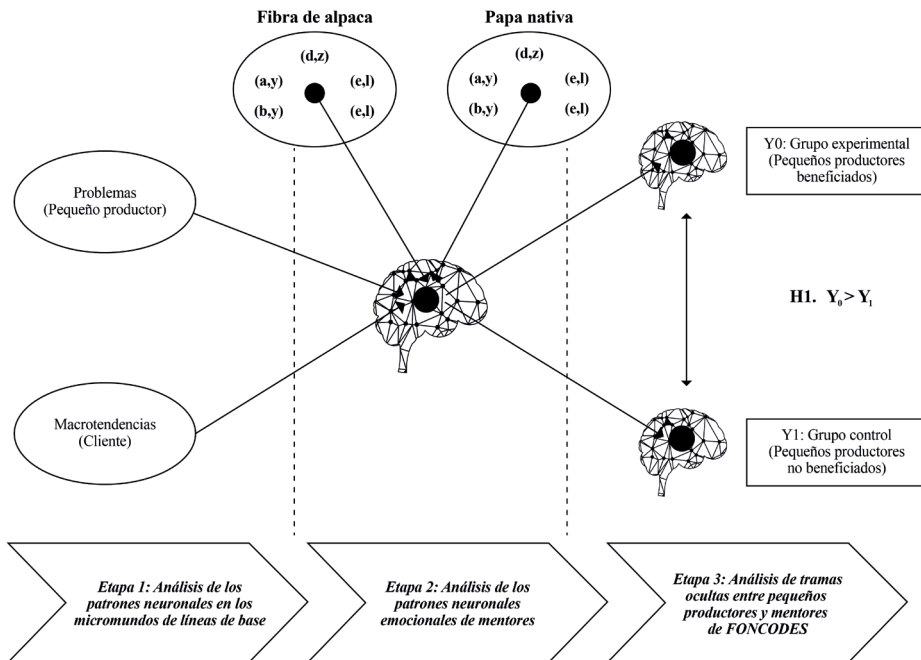 Fibra de alpaca
Papa nativa
(d,z)
(a,y) (e,l)
(b,y) (e,l)
(d,z)
(a,y) (e,l)
(b,y) (e,l)
Problemas
(Pequeño productor)
Macrotendencias
(Cliente)
Y0: Grupo experimental
(Pequeños productores
beneficiados)
H1. Y₀ > Y₁
Y1: Grupo control
(Pequeños productores
no beneficiados)
Etapa 1: Análisis de los
patrones neuronales en los
micromundos de líneas de base
Etapa 2: Análisis de los
patrones neuronales
emocionales de mentores
Etapa 3: Análisis de tramas
ocultas entre pequeños
productores y mentores
de FONCODES